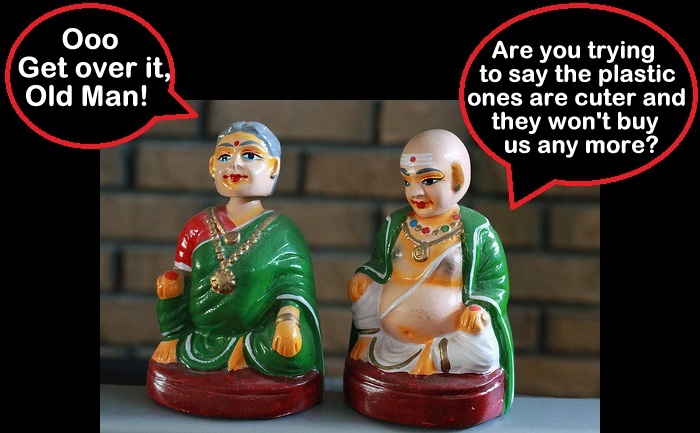 Ooo
Get over it,
Old Man!
Are you trying
to say the plastic
ones are cuter and
they won't buy
us any more?